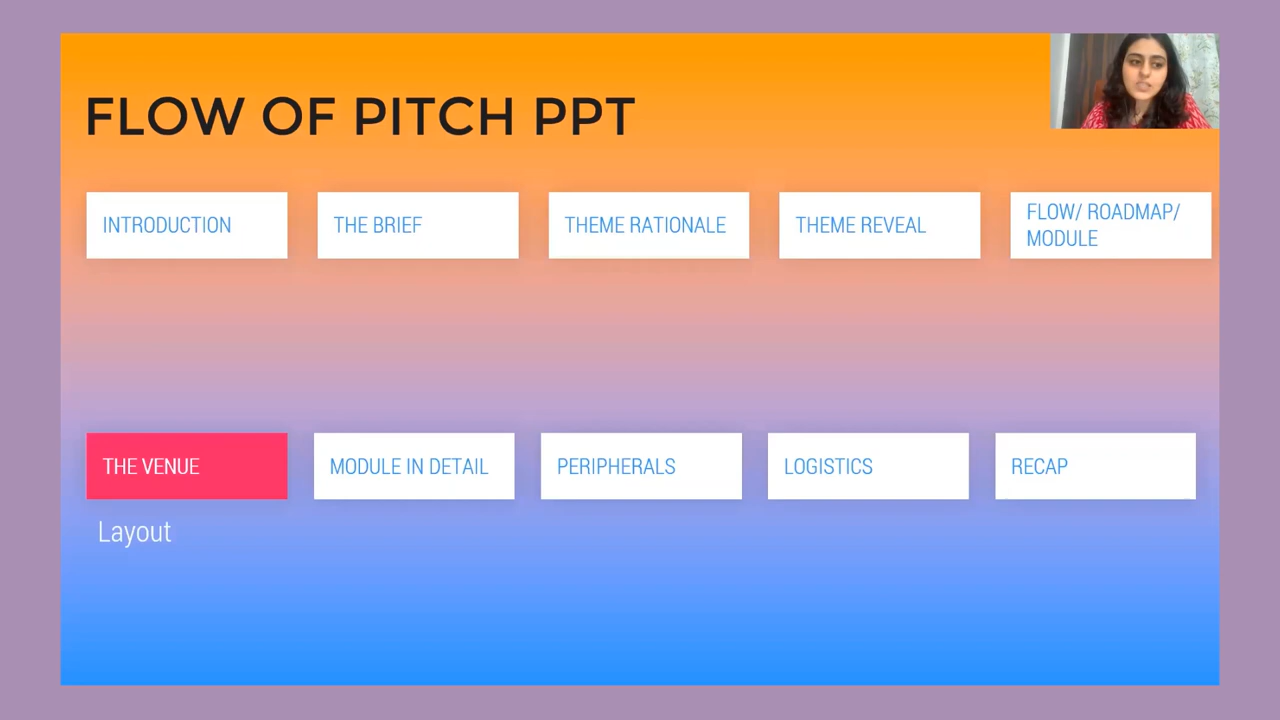 FLOW OF PITCH PPT
INTRODUCTION
THE BRIEF
THEME RATIONALE
THEME REVEAL
FLOW/ ROADMAP/
MODULE
THE VENUE
MODULE IN DETAIL
PERIPHERALS
LOGISTICS
RECAP
Layout